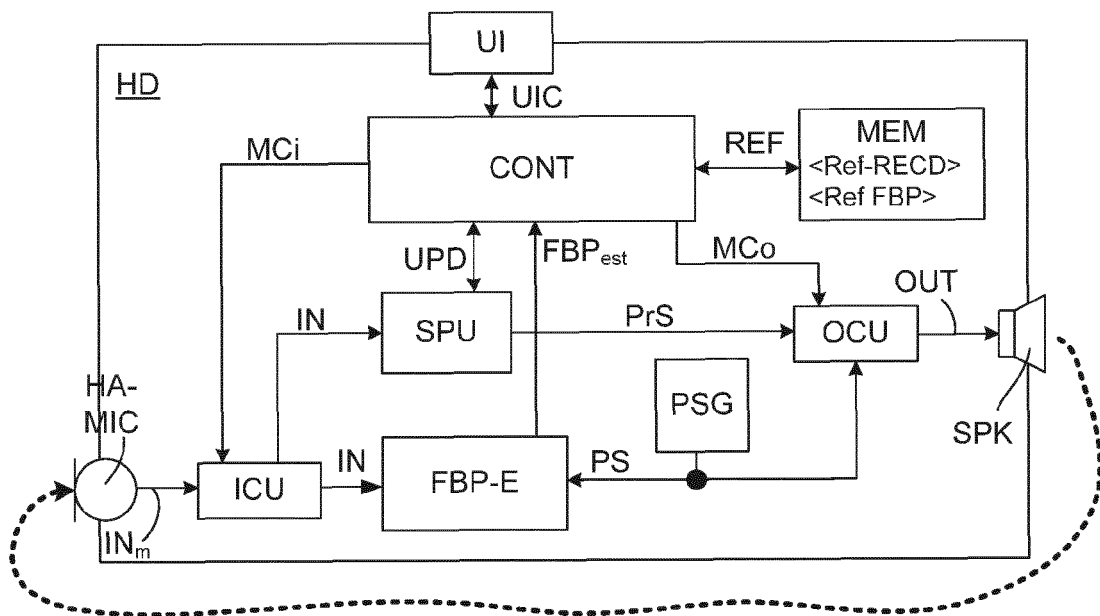 UI
HD
UIC
MCi
CONT
REF
MEM
<Ref-RECD>
<Ref FBP>
UPD
FBPest
MCo
OUT
IN
SPU
PrS
OCU
HA-
MIC
PSG
SPK
IN
PS
ICU
FBP-E
INm